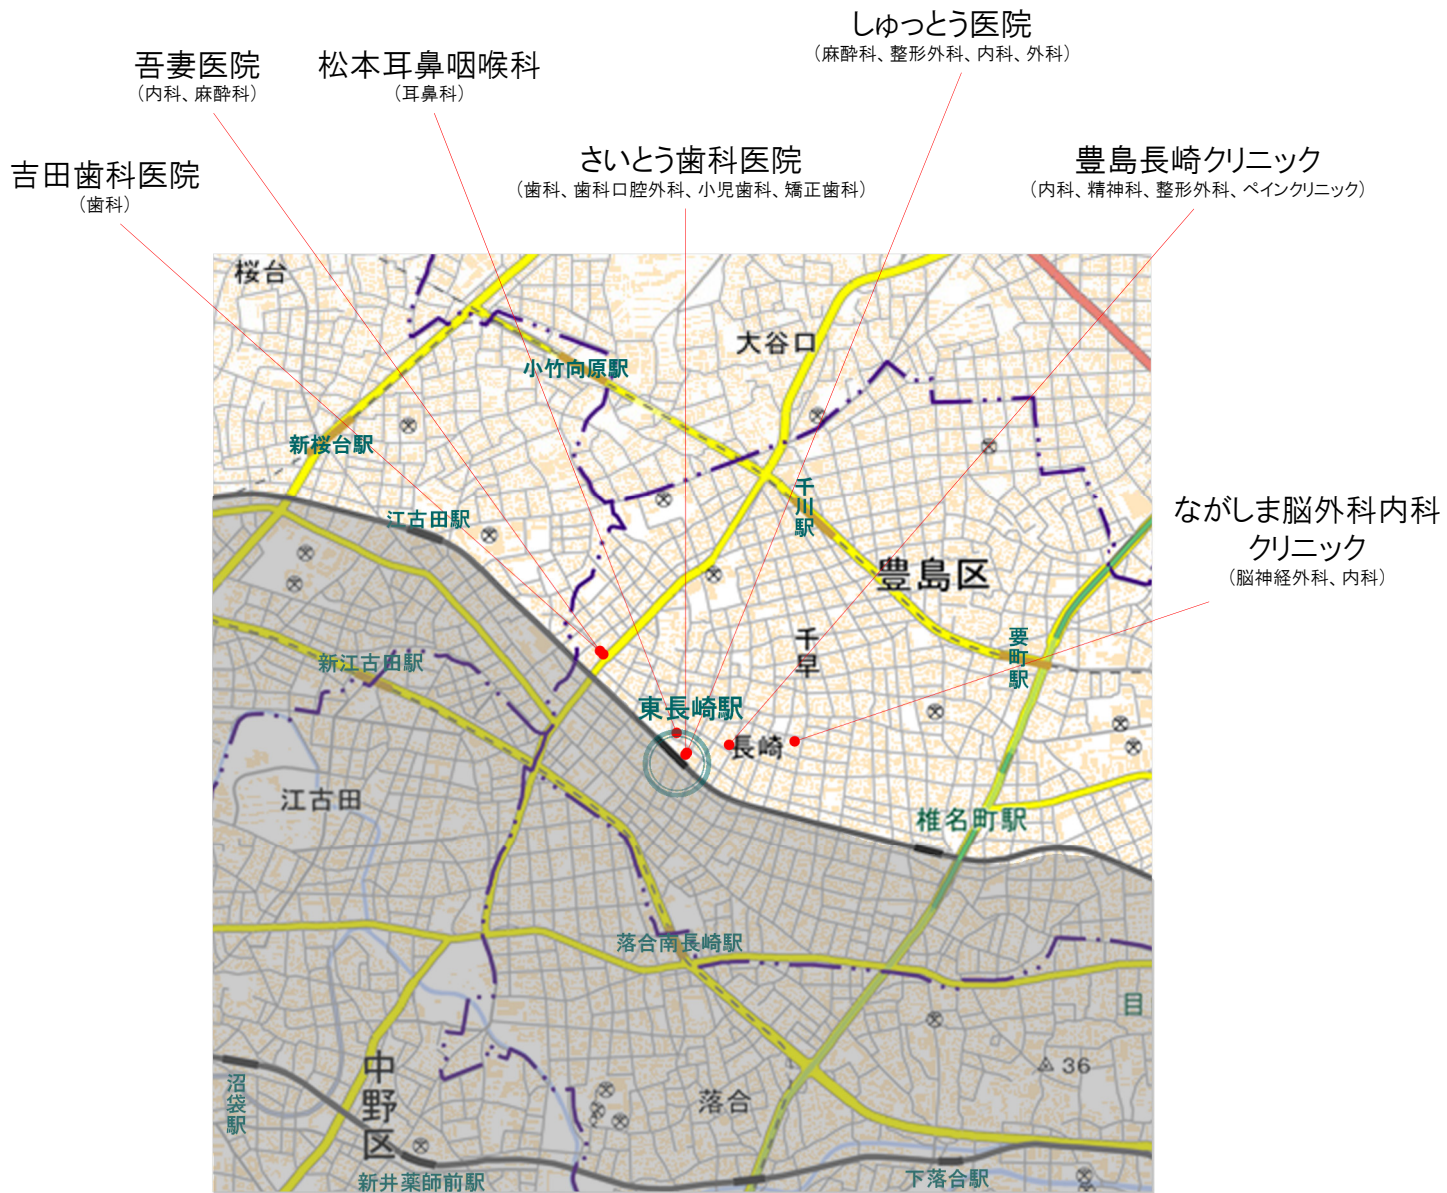 しゅっとう医院
（麻酔科、整形外科、内科、外科）
吾妻医院
（内科、麻酔科）
松本耳鼻咽喉科
（耳鼻科）
吉田歯科医院
（歯科）
さいとう歯科医院
（歯科、歯科口腔外科、小児歯科、矯正歯科）
豊島長崎クリニック
（内科、精神科、整形外科、ペインクリニック）
ながしま脳外科内科
クリニック
（脳神経外科、内科）
桜台
大谷口
小竹向原駅
新桜台駅
江古田駅
千川駅
豊島区
千早
要町駅
新江古田駅
東長崎駅
長崎
江古田
椎名町駅
落合南長崎駅
目
36
中野区
沼袋駅
落合
新井薬師前駅
下落合駅